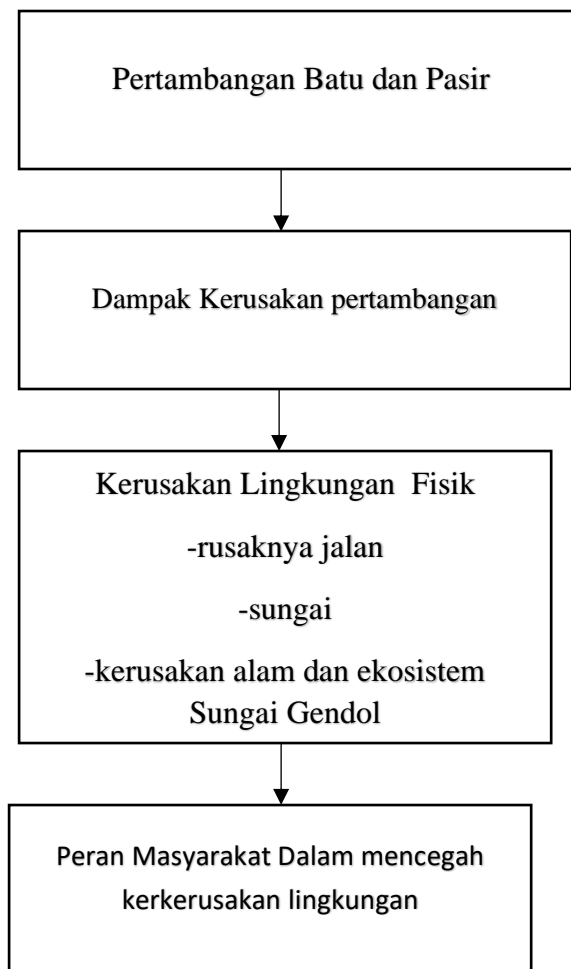 Pertambangan Batu dan Pasir
Dampak Kerusakan pertambangan
Kerusakan Lingkungan Fisik
-rusaknya jalan
-sungai
-kerusakan alam dan ekosistem
Sungai Gendol
Peran Masyarakat Dalam mencegah
kerkerusakan lingkungan